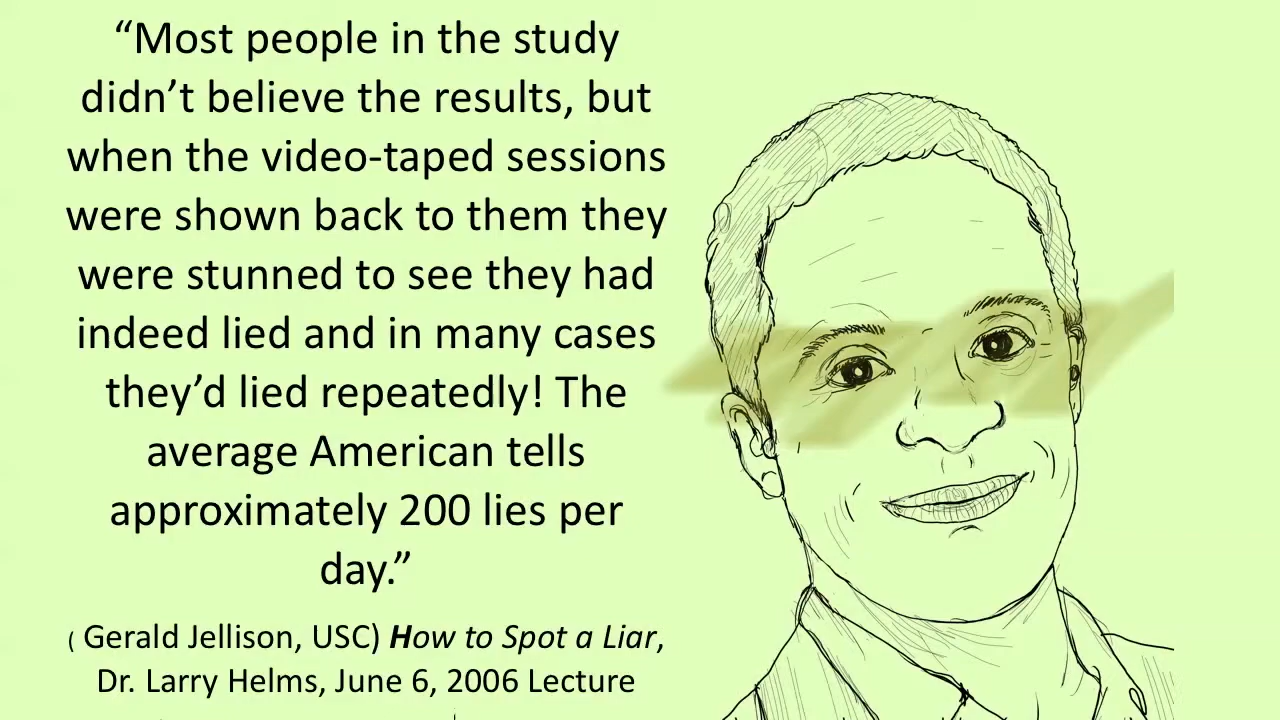 “Most people in the study
didn’t believe the results, but
when the video-taped sessions
were shown back to them they
were stunned to see they had
indeed lied and in many cases
they’d lied repeatedly! The
average American tells
approximately 200 lies per
day.”
( Gerald Jellison, USC) How to Spot a Liar,
Dr. Larry Helms, June 6, 2006 Lecture